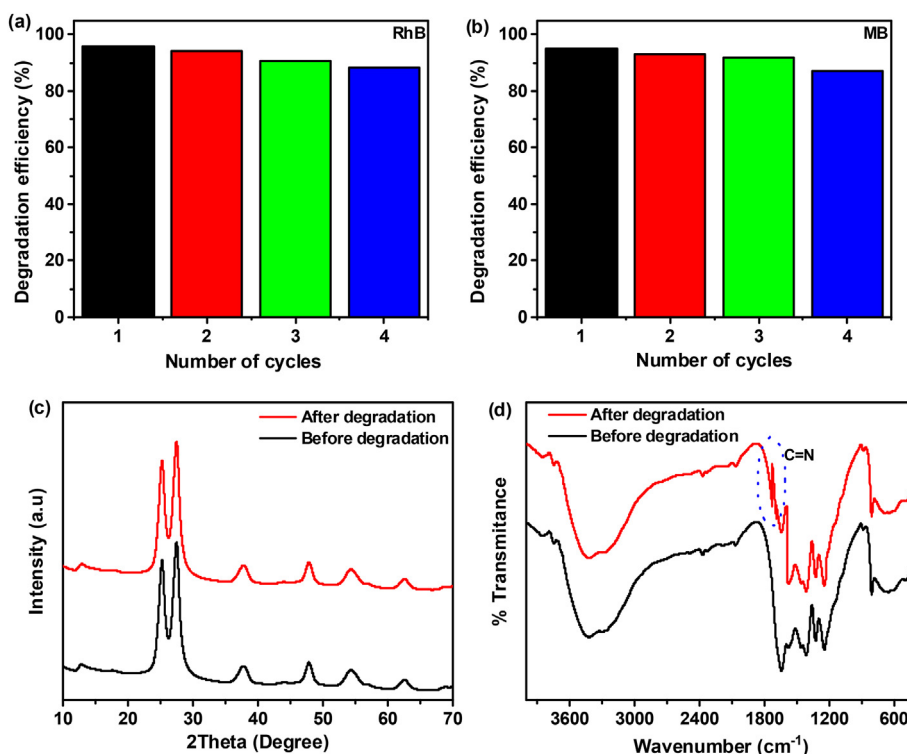 (a)
RhB
Degradation efficiency (%)
100
80
60
40
20
0
1 2 3 4
Number of cycles
(b)
MB
Degradation efficiency (%)
100
80
60
40
20
0
1 2 3 4
Number of cycles
(c)
After degradation
Before degradation
Intensity (a.u)
10 20 30 40 50 60 70
2Theta (Degree)
(d)
After degradation
Before degradation
C=N
% Transmitance
3600 3000 2400 1800 1200 600
Wavenumber (cm⁻¹)